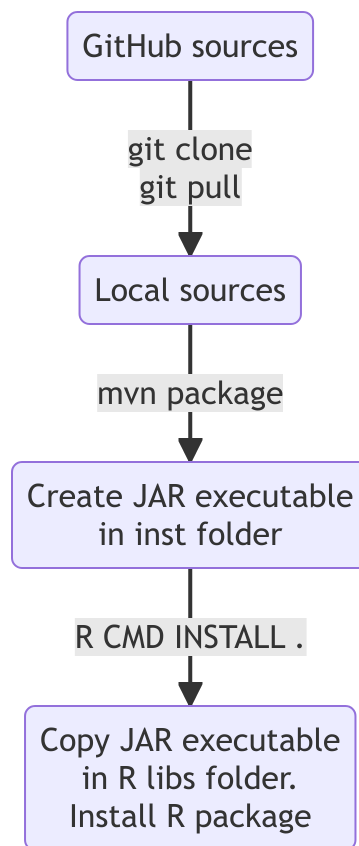 GitHub sources
git clone
git pull
Local sources
mvn package
Create JAR executable
in inst folder
R CMD INSTALL .
Copy JAR executable
in R libs folder.
Install R package